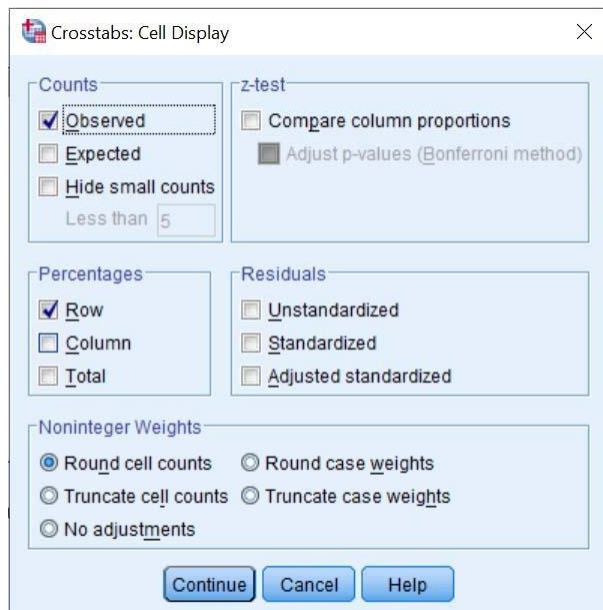 Crosstabs: Cell Display
Counts
Observed
Expected
Hide small counts
Less than 5
z-test
Compare column proportions
Adjust p-values (Bonferroni method)
Percentages
Row
Column
Total
Residuals
Unstandardized
Standardized
Adjusted standardized
Noninteger Weights
Round cell counts Round case weights
Truncate cell counts Truncate case weights
No adjustments
Continue Cancel Help